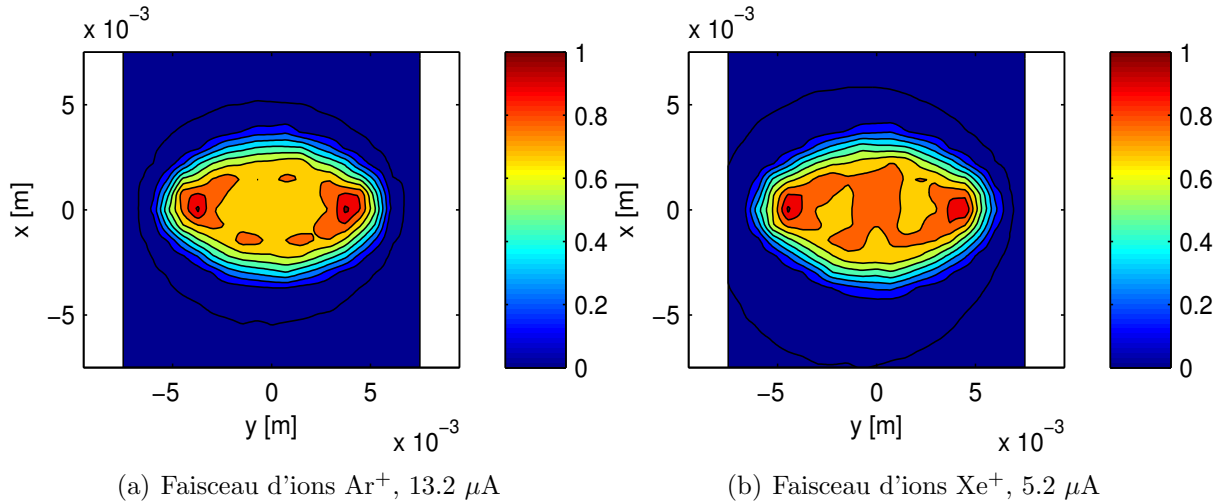 x 10⁻³
5
0
−5
x [m]
−5 0 5
y [m]
x 10⁻³
1
0.8
0.6
0.4
0.2
0
(a) Faisceau d'ions Ar⁺, 13.2 μA
x 10⁻³
5
0
−5
x [m]
−5 0 5
y [m]
x 10⁻³
1
0.8
0.6
0.4
0.2
0
(b) Faisceau d'ions Xe⁺, 5.2 μA